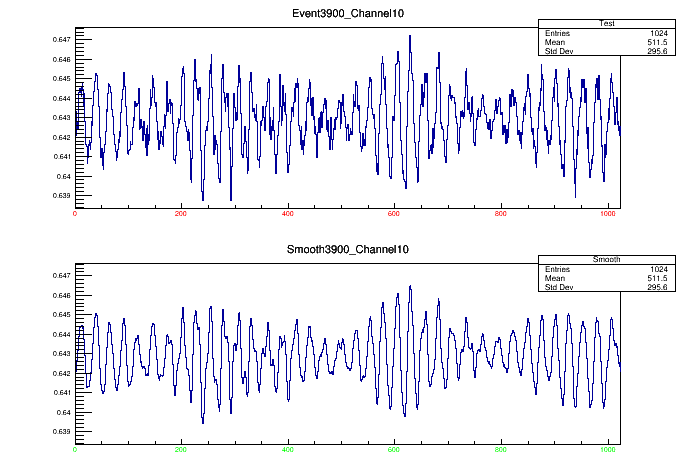 Event3900_Channel10
Test
Entries 1024
Mean 511.5
Std Dev 295.6
0.647
0.646
0.645
0.644
0.643
0.642
0.641
0.64
0.639
0 200 400 600 800 1000
Smooth3900_Channel10
Smooth
Entries 1024
Mean 511.5
Std Dev 295.6
0.647
0.646
0.645
0.644
0.643
0.642
0.641
0.64
0.639
0 200 400 600 800 1000